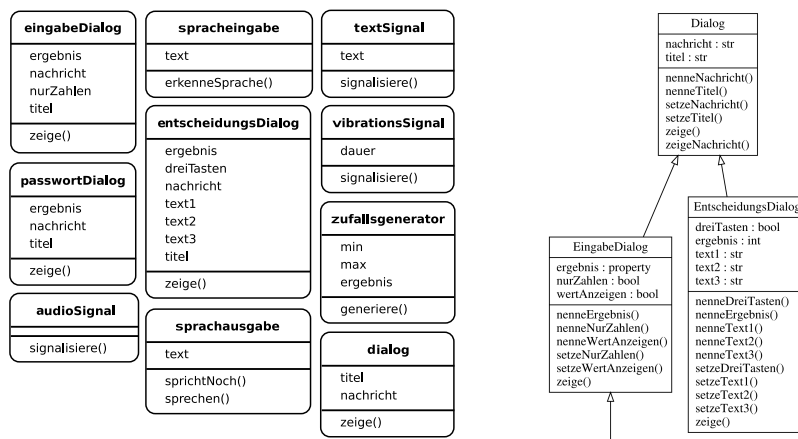 eingabeDialog
ergebnis
nachricht
nurZahlen
titel
zeige()
passwortDialog
ergebnis
nachricht
titel
zeige()
audioSignal
signalisiere()
spracheingabe
text
erkenneSprache()
entscheidungsDialog
ergebnis
dreiTasten
nachricht
text1
text2
text3
titel
zeige()
sprachausgabe
text
sprichtNoch()
sprechen()
textSignal
text
signalisiere()
vibrationsSignal
dauer
signalisiere()
zufallsgenerator
min
max
ergebnis
generiere()
dialog
titel
nachricht
zeige()
Dialog
nachricht : str
titel : str
nenneNachricht()
nenneTitel()
setzeNachricht()
setzeTitel()
zeige()
zeigeNachricht()
EingabeDialog
ergebnis : property
nurZahlen : bool
wertAnzeigen : bool
nenneErgebnis()
nenneNurZahlen()
nenneWertAnzeigen()
setzeNurZahlen()
setzeWertAnzeigen()
zeige()
EntscheidungsDialog
dreiTasten : bool
ergebnis : int
text1 : str
text2 : str
text3 : str
nenneDreiTasten()
nenneErgebnis()
nenneText1()
nenneText2()
nenneText3()
setzeDreiTasten()
setzeText1()
setzeText2()
setzeText3()
zeige()